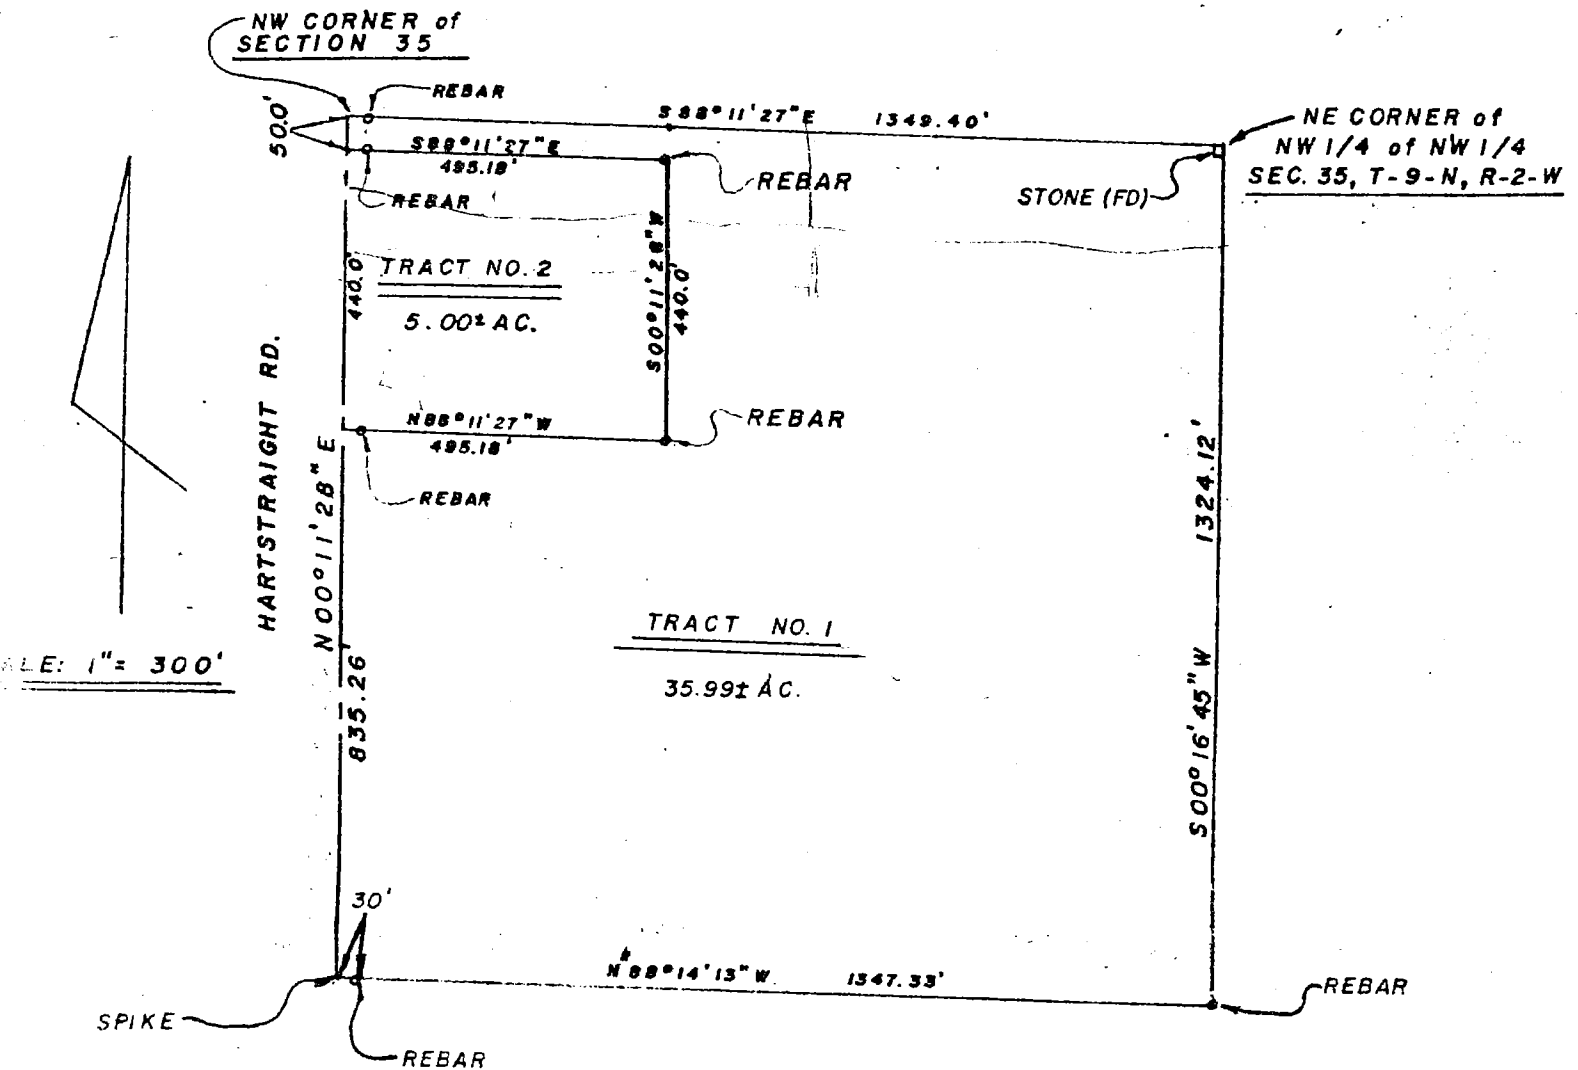 NW CORNER of
SECTION 35
REBAR
50.0'
S 88°11'27"E 1349.40'
NE CORNER of
NW 1/4 of NW 1/4
SEC. 35, T-9-N, R-2-W
STONE (FD)
S88°11'27"E
495.18'
REBAR
REBAR
TRACT NO. 2
5.00± AC.
440.0'
S00°11'28"W
440.0'
HARTSTRAIGHT RD.
N00°11'28"E
N88°11'27"W
495.18'
REBAR
REBAR
1324.12'
S00°16'45"W
TRACT NO. 1
35.99± AC.
LE: 1"= 300'
835.26'
30'
N 88°14'13"W 1347.33'
SPIKE
REBAR
REBAR